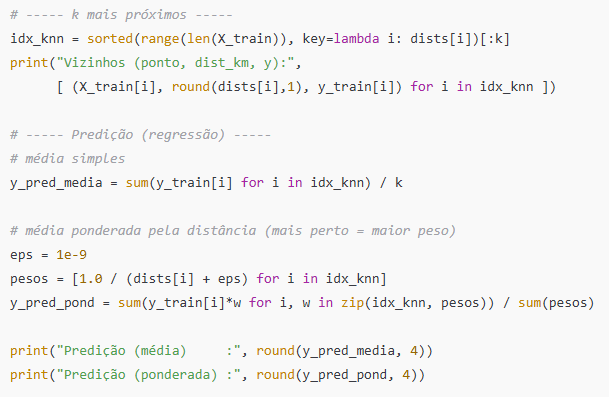 # ----- k mais próximos -----
idx_knn = sorted(range(len(X_train)), key=lambda i: dists[i])[:k]
print("Vizinhos (ponto, dist_km, y):",
      [ (X_train[i], round(dists[i],1), y_train[i]) for i in idx_knn ])

# ----- Predição (regressão) -----
# média simples
y_pred_media = sum(y_train[i] for i in idx_knn) / k

# média ponderada pela distância (mais perto = maior peso)
eps = 1e-9
pesos = [1.0 / (dists[i] + eps) for i in idx_knn]
y_pred_pond = sum(y_train[i]*w for i, w in zip(idx_knn, pesos)) / sum(pesos)

print("Predição (média)     :", round(y_pred_media, 4))
print("Predição (ponderada) :", round(y_pred_pond, 4))